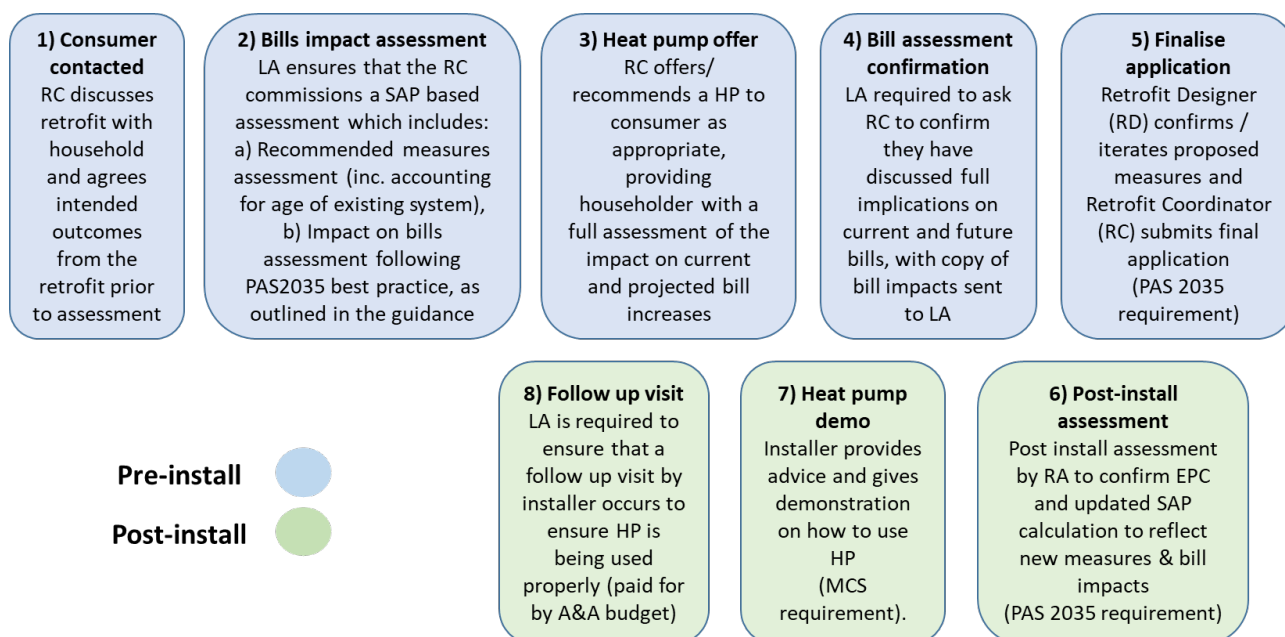 1) Consumer
contacted
RC discusses
retrofit with
household
and agrees
intended
outcomes
from the
retrofit prior
to assessment
2) Bills impact assessment
LA ensures that the RC
commissions a SAP based
assessment which includes:
a) Recommended measures
assessment (inc. accounting
for age of existing system),
b) Impact on bills
assessment following
PAS2035 best practice, as
outlined in the guidance
3) Heat pump offer
RC offers/
recommends a HP to
consumer as
appropriate,
providing
householder with a
full assessment of the
impact on current
and projected bill
increases
4) Bill assessment
confirmation
LA required to ask
RC to confirm
they have
discussed full
implications on
current and future
bills, with copy of
bill impacts sent
to LA
5) Finalise
application
Retrofit Designer
(RD) confirms /
iterates proposed
measures and
Retrofit Coordinator
(RC) submits final
application
(PAS 2035
requirement)
6) Post-install
assessment
Post install assessment
by RA to confirm EPC
and updated SAP
calculation to reflect
new measures & bill
impacts
(PAS 2035 requirement)
7) Heat pump
demo
Installer provides
advice and gives
demonstration
on how to use
HP
(MCS
requirement).
8) Follow up visit
LA is required to
ensure that a
follow up visit by
installer occurs to
ensure HP is
being used
properly (paid for
by A&A budget)
Pre-install
Post-install